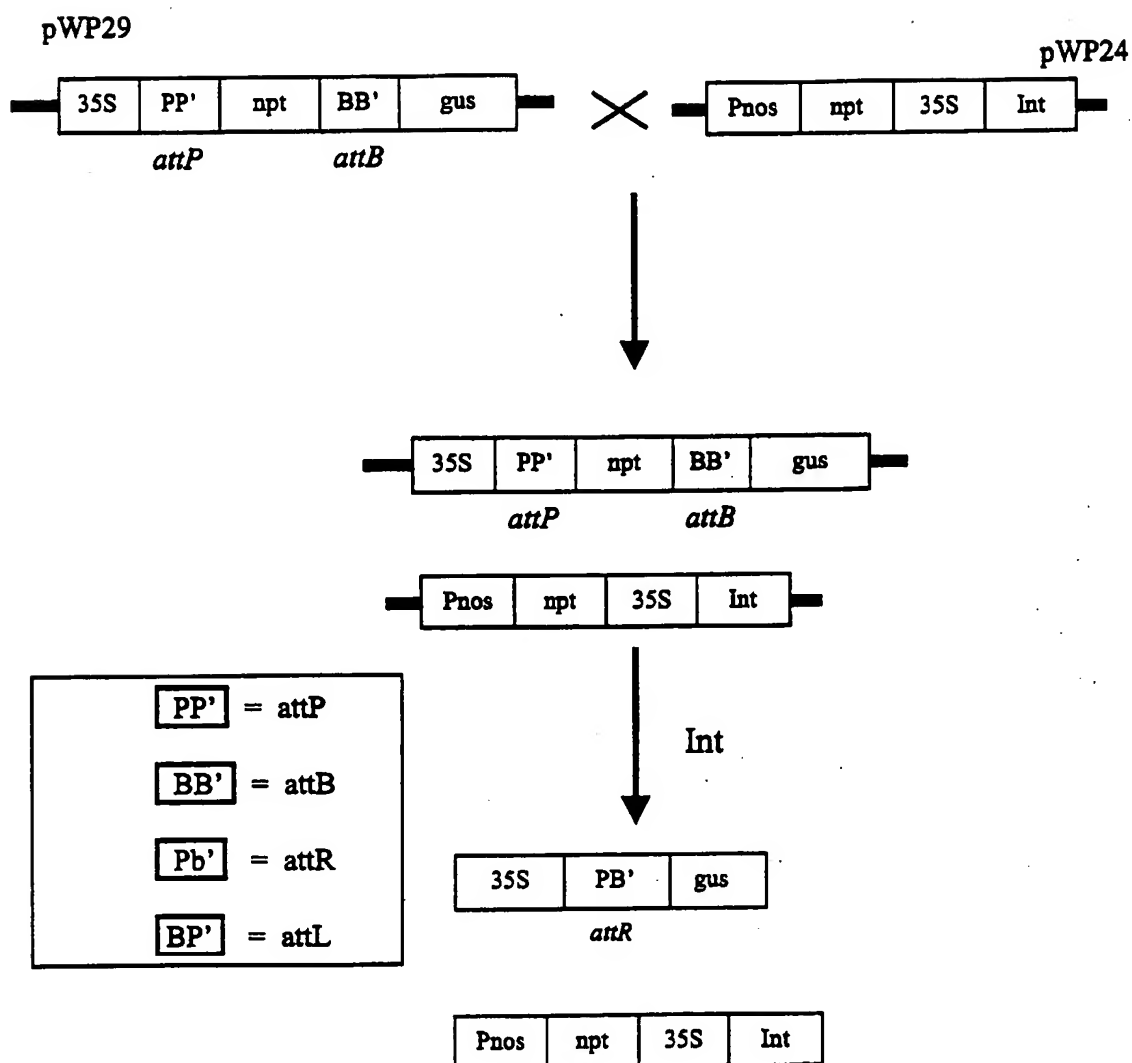 pWP29
pWP24
35S PP' npt BB' gus
Pnos npt 35S Int
attP attB
35S PP' npt BB' gus
attP attB
Pnos npt 35S Int
PP' = attP
BB' = attB
Pb' = attR
BP' = attL
Int
35S PB' gus
attR
Pnos npt 35S Int